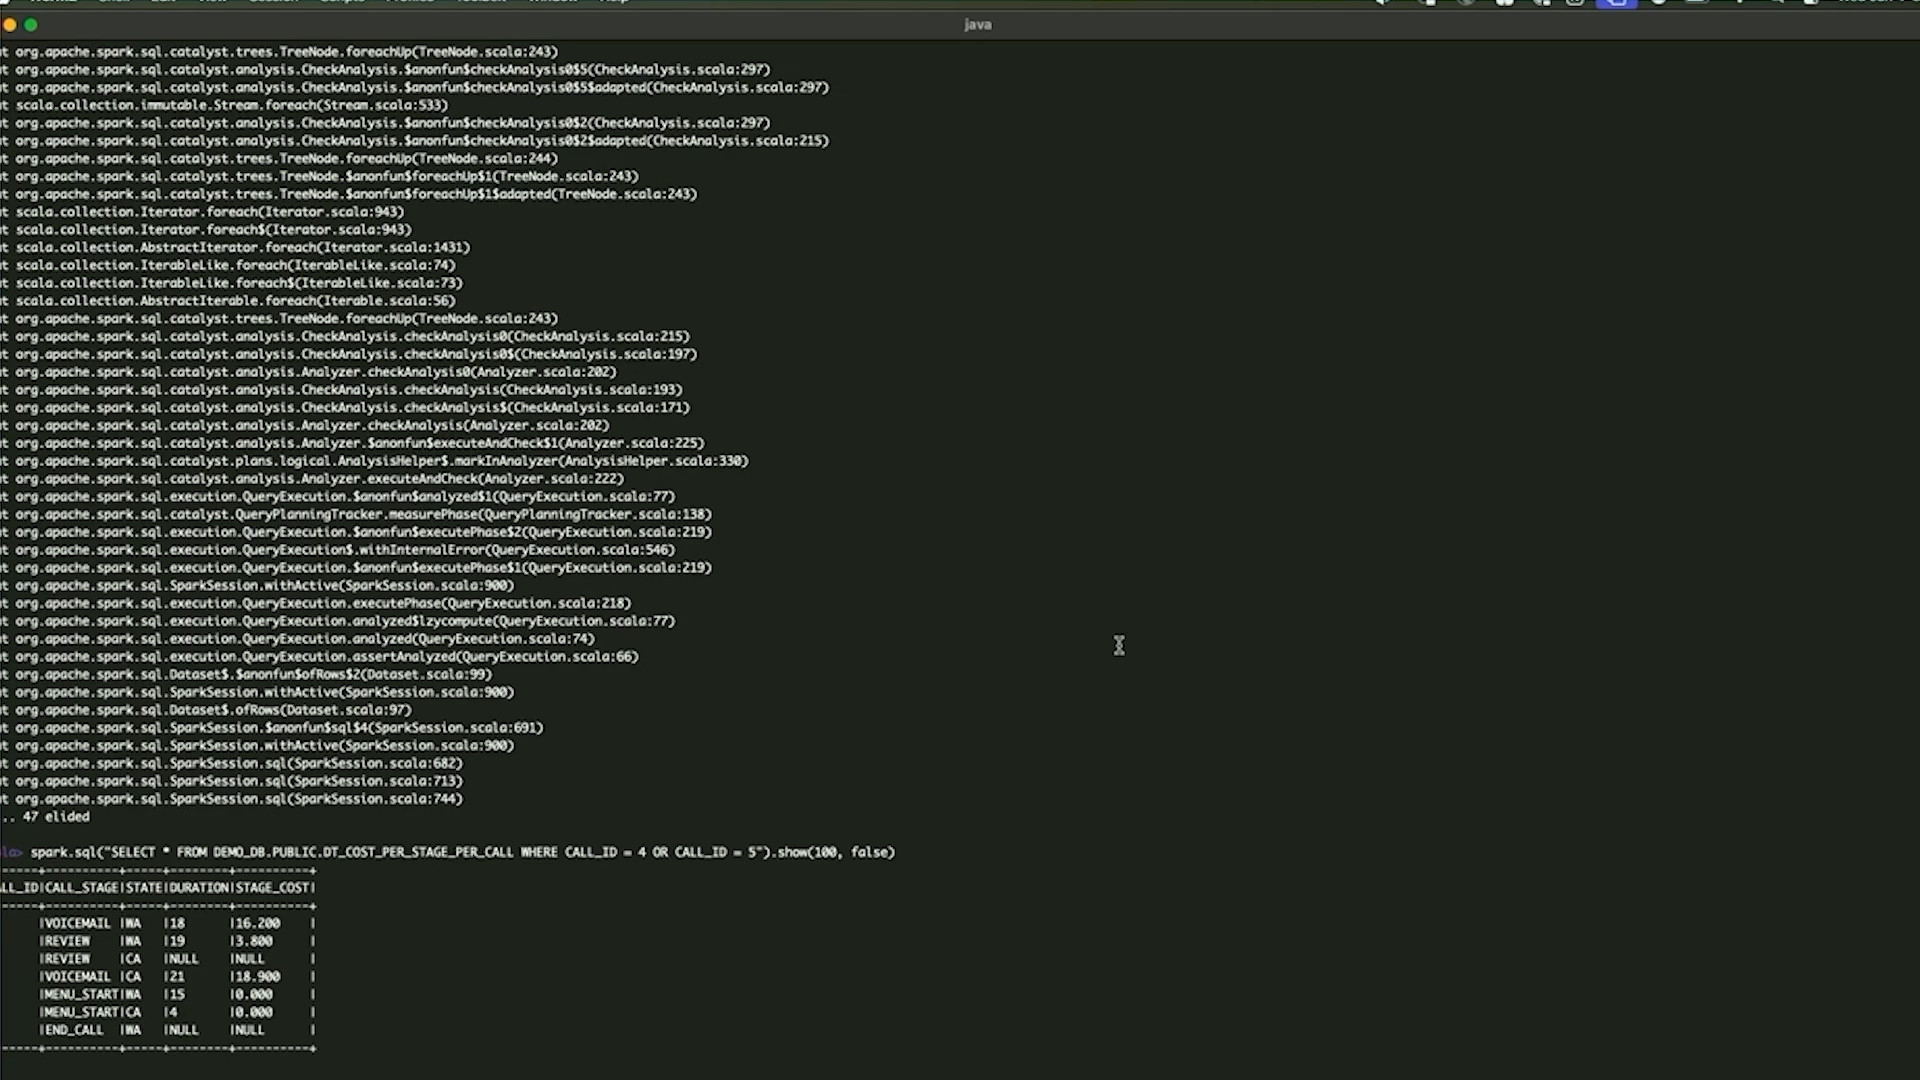 java
t org.apache.spark.sql.catalyst.trees.TreeNode.foreachUp(TreeNode.scala:243)
t org.apache.spark.sql.catalyst.analysis.CheckAnalysis.$anonfun$checkAnalysis0$5(CheckAnalysis.scala:297)
t org.apache.spark.sql.catalyst.analysis.CheckAnalysis.$anonfun$checkAnalysis0$5$adapted(CheckAnalysis.scala:297)
t scala.collection.immutable.Stream.foreach(Stream.scala:533)
t org.apache.spark.sql.catalyst.analysis.CheckAnalysis.$anonfun$checkAnalysis0$2(CheckAnalysis.scala:297)
t org.apache.spark.sql.catalyst.analysis.CheckAnalysis.$anonfun$checkAnalysis0$2$adapted(CheckAnalysis.scala:215)
t org.apache.spark.sql.catalyst.trees.TreeNode.foreachUp(TreeNode.scala:244)
t org.apache.spark.sql.catalyst.trees.TreeNode.$anonfun$foreachUp$1(TreeNode.scala:243)
t org.apache.spark.sql.catalyst.trees.TreeNode.$anonfun$foreachUp$1$adapted(TreeNode.scala:243)
t scala.collection.Iterator.foreach(Iterator.scala:943)
t scala.collection.Iterator.foreach$(Iterator.scala:943)
t scala.collection.AbstractIterator.foreach(Iterator.scala:1431)
t scala.collection.IterableLike.foreach(IterableLike.scala:74)
t scala.collection.IterableLike.foreach$(IterableLike.scala:73)
t scala.collection.AbstractIterable.foreach(Iterable.scala:56)
t org.apache.spark.sql.catalyst.trees.TreeNode.foreachUp(TreeNode.scala:243)
t org.apache.spark.sql.catalyst.analysis.CheckAnalysis.checkAnalysis0(CheckAnalysis.scala:215)
t org.apache.spark.sql.catalyst.analysis.CheckAnalysis.checkAnalysis0$(CheckAnalysis.scala:197)
t org.apache.spark.sql.catalyst.analysis.Analyzer.checkAnalysis0(Analyzer.scala:202)
t org.apache.spark.sql.catalyst.analysis.CheckAnalysis.checkAnalysis(CheckAnalysis.scala:193)
t org.apache.spark.sql.catalyst.analysis.CheckAnalysis.checkAnalysis$(CheckAnalysis.scala:171)
t org.apache.spark.sql.catalyst.analysis.Analyzer.checkAnalysis(Analyzer.scala:202)
t org.apache.spark.sql.catalyst.analysis.Analyzer.$anonfun$executeAndCheck$1(Analyzer.scala:225)
t org.apache.spark.sql.catalyst.plans.logical.AnalysisHelper$.markInAnalyzer(AnalysisHelper.scala:330)
t org.apache.spark.sql.catalyst.analysis.Analyzer.executeAndCheck(Analyzer.scala:222)
t org.apache.spark.sql.execution.QueryExecution.$anonfun$analyzed$1(QueryExecution.scala:77)
t org.apache.spark.sql.catalyst.QueryPlanningTracker.measurePhase(QueryPlanningTracker.scala:138)
t org.apache.spark.sql.execution.QueryExecution.$anonfun$executePhase$2(QueryExecution.scala:219)
t org.apache.spark.sql.execution.QueryExecution$.withInternalError(QueryExecution.scala:546)
t org.apache.spark.sql.execution.QueryExecution.$anonfun$executePhase$1(QueryExecution.scala:219)
t org.apache.spark.sql.SparkSession.withActive(SparkSession.scala:900)
t org.apache.spark.sql.execution.QueryExecution.executePhase(QueryExecution.scala:218)
t org.apache.spark.sql.execution.QueryExecution.analyzed$lzycompute(QueryExecution.scala:77)
t org.apache.spark.sql.execution.QueryExecution.analyzed(QueryExecution.scala:74)
t org.apache.spark.sql.execution.QueryExecution.assertAnalyzed(QueryExecution.scala:66)
t org.apache.spark.sql.Dataset$.$anonfun$ofRows$2(Dataset.scala:99)
t org.apache.spark.sql.SparkSession.withActive(SparkSession.scala:900)
t org.apache.spark.sql.Dataset$.ofRows(Dataset.scala:97)
t org.apache.spark.sql.SparkSession.$anonfun$sql$4(SparkSession.scala:691)
t org.apache.spark.sql.SparkSession.withActive(SparkSession.scala:900)
t org.apache.spark.sql.SparkSession.sql(SparkSession.scala:682)
t org.apache.spark.sql.SparkSession.sql(SparkSession.scala:713)
t org.apache.spark.sql.SparkSession.sql(SparkSession.scala:744)
.. 47 elided
la> spark.sql("SELECT * FROM DEMO_DB.PUBLIC.DT_COST_PER_STAGE_PER_CALL WHERE CALL_ID = 4 OR CALL_ID = 5").show(100, false)
-----+----------+-----+--------+----------+
LL_ID|CALL_STAGE|STATE|DURATION|STAGE_COST|
-----+----------+-----+--------+----------+
|VOICEMAIL |WA |18 |16.200 |
|REVIEW |WA |19 |3.800 |
|REVIEW |CA |NULL |NULL |
|VOICEMAIL |CA |21 |18.900 |
|MENU_START|WA |15 |0.000 |
|MENU_START|CA |4 |0.000 |
|END_CALL |WA |NULL |NULL |
-----+----------+-----+--------+----------+